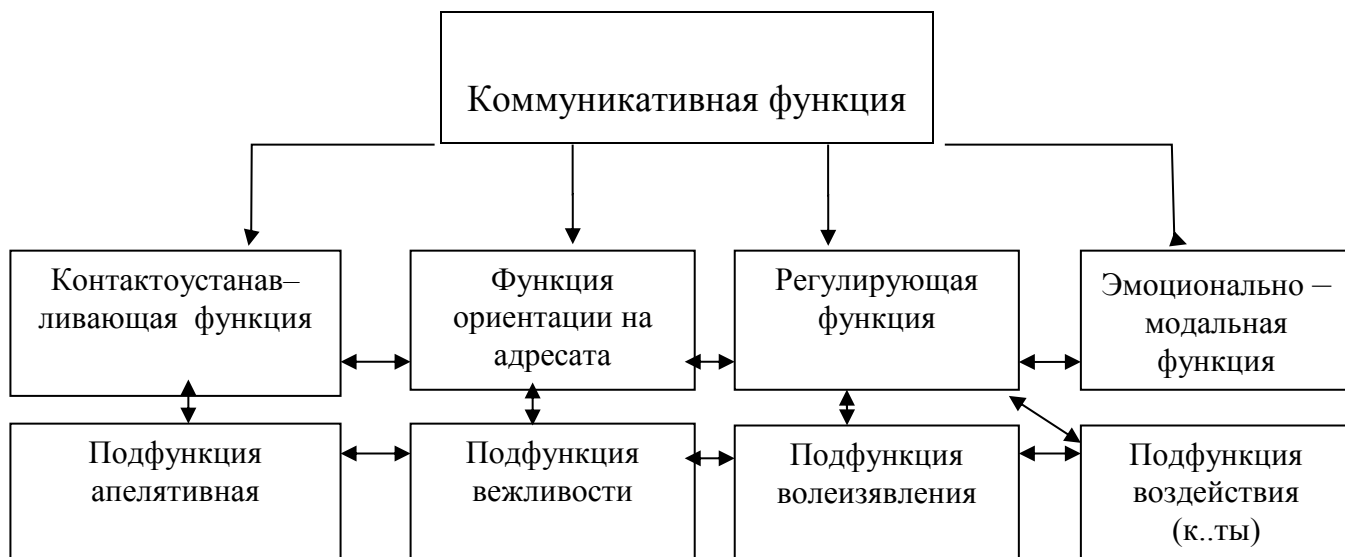 Коммуникативная функция
Контактоустанав–
ливающая функция
Функция
ориентации на
адресата
Регулирующая
функция
Эмоционально –
модальная
функция
Подфункция
апелятивная
Подфункция
вежливости
Подфункция
волеизявления
Подфункция
воздействия
(к..ты)